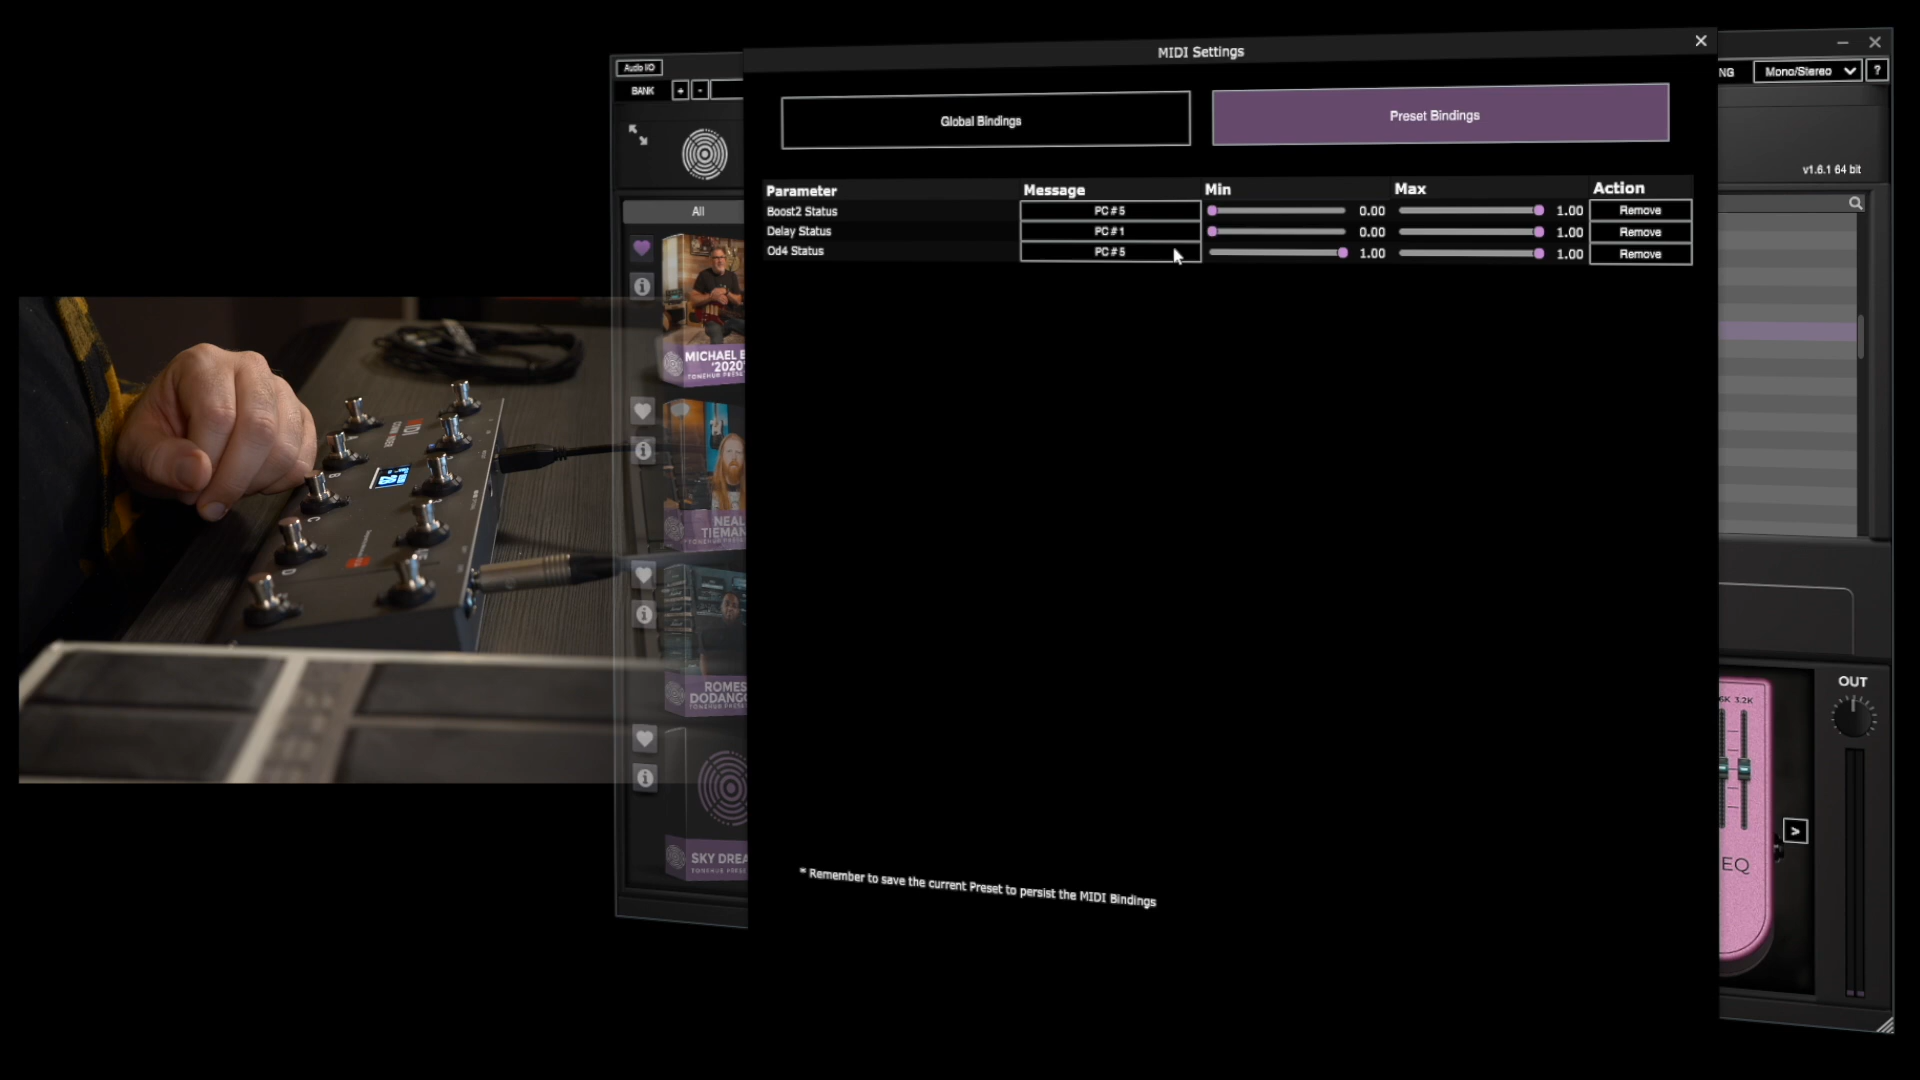 MIDI Settings
Audio I/O
Mono/Stereo
?
BANK
+
-
Global Bindings
Preset Bindings
v1.6.1 64 bit
Parameter
Message
Min
Max
Action
All
Boost2 Status
PC # 5
0.00
1.00
Remove
Delay Status
PC # 1
0.00
1.00
Remove
Od4 Status
PC # 5
1.00
1.00
Remove
MICHAEL
'2020'
NEAL
OUT
3.2K
ROMES
SKY DREA
>
EQ
* Remember to save the current Preset to persist the MIDI Bindings